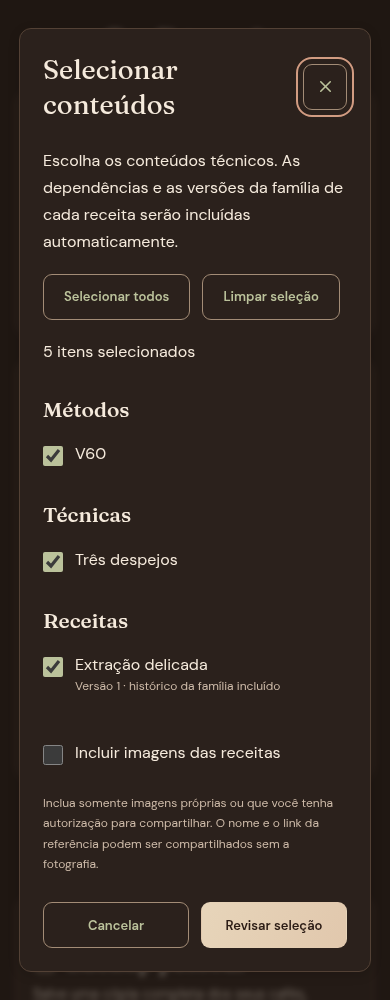 Selecionar
conteúdos
Escolha os conteúdos técnicos. As
dependências e as versões da família de
cada receita serão incluídas
automaticamente.
Selecionar todos
Limpar seleção
5 itens selecionados
Métodos
V60
Técnicas
Três despejos
Receitas
Extração delicada
Versão 1 · histórico da família incluído
Incluir imagens das receitas
Inclua somente imagens próprias ou que você tenha
autorização para compartilhar. O nome e o link da
referência podem ser compartilhados sem a
fotografia.
Cancelar
Revisar seleção